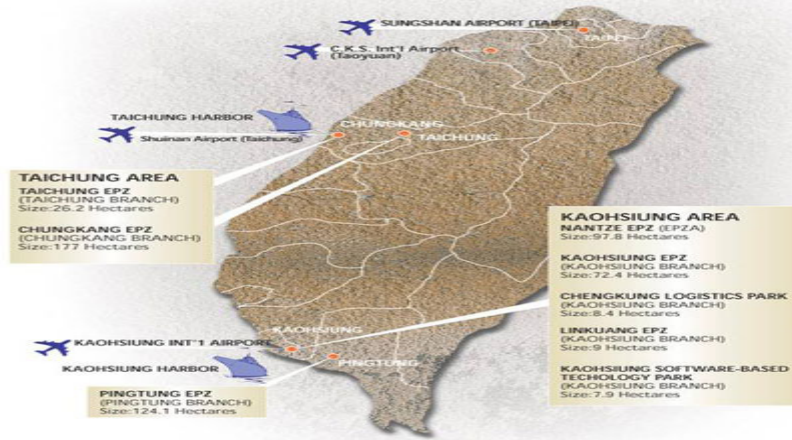 SUNGSHAN AIRPORT (TAIPEI)
TAIPEI
C.K.S. Int'l Airport
(Taoyuan)
TAICHUNG HARBOR
CHUNGKANG
TAICHUNG
Shuinan Airport (Taichung)
TAICHUNG AREA
TAICHUNG EPZ
(TAICHUNG BRANCH)
Size:26.2 Hectares
CHUNGKANG EPZ
(CHUNGKANG BRANCH)
Size:177 Hectares
KAOHSIUNG AREA
NANTZE EPZ (EPZA)
Size:97.8 Hectares
KAOHSIUNG EPZ
(KAOHSIUNG BRANCH)
Size:72.4 Hectares
CHENGKUNG LOGISTICS PARK
(KAOHSIUNG BRANCH)
Size:8.4 Hectares
LINKUANG EPZ
(KAOHSIUNG BRANCH)
Size:9 Hectares
KAOHSIUNG SOFTWARE-BASED
TECHOLOGY PARK
(KAOHSIUNG BRANCH)
Size:7.9 Hectares
KAOHSIUNG
KAOHSIUNG INT'1 AIRPORT
PINGTUNG
KAOHSIUNG HARBOR
PINGTUNG EPZ
(PINGTUNG BRANCH)
Size:124.1 Hectares